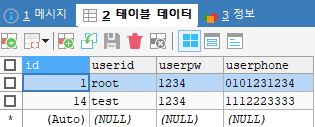 1 메시지 2 테이블 데이터 3 정보
id userid userpw userphone
1 root 1234 0101231234
14 test 1234 1112223333
* (Auto) (NULL) (NULL) (NULL)